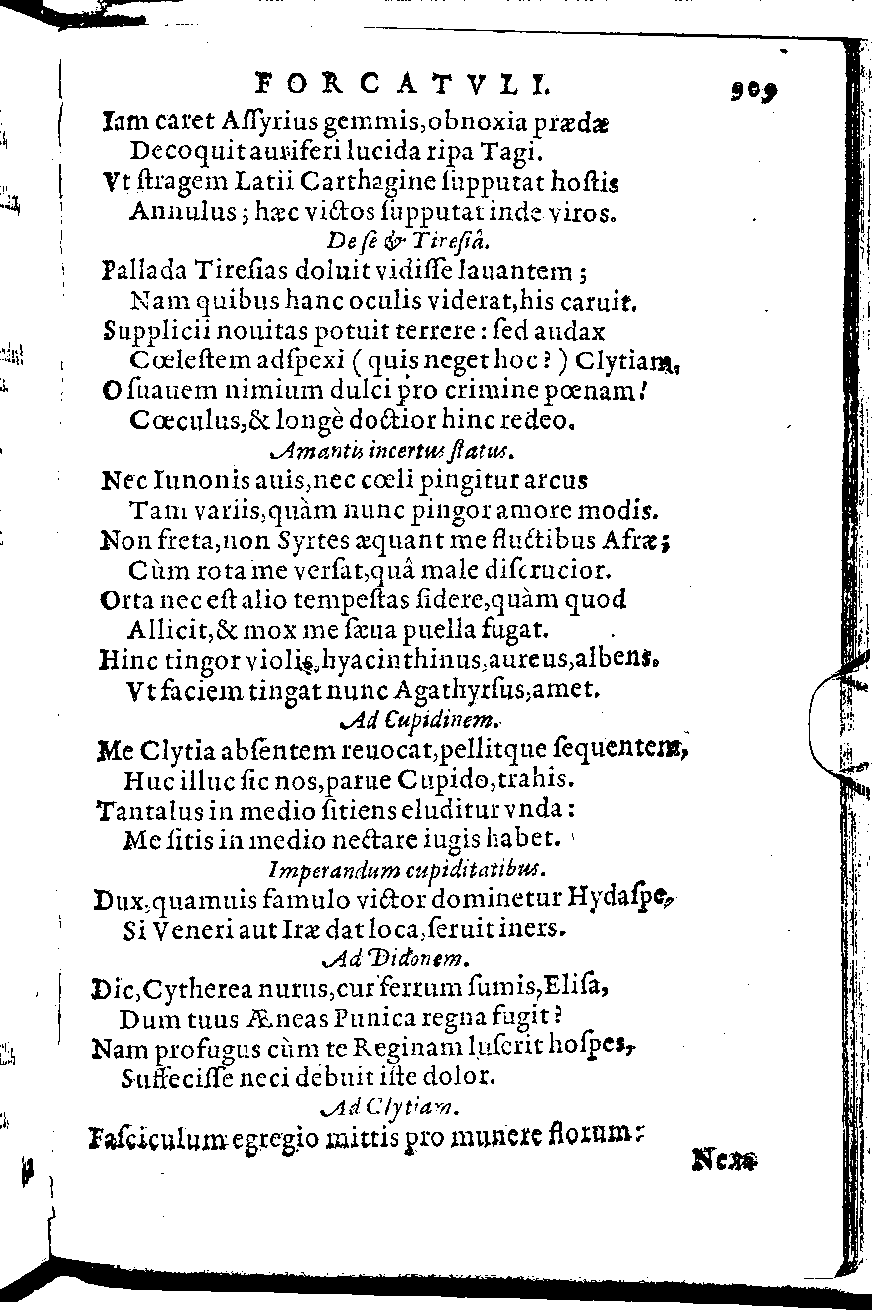 FORCATVLI. 909
Iam caret Aſſyrius gemmis,obnoxia prædæ
Decoquit auriferi lucida ripa Tagi.
Vt ſtragem Latii Carthagine ſupputat hoſtis
Annulus; hæc victos ſupputat inde viros.
De ſe & Tireſiâ.
Pallada Tireſias doluit vidiſſe lauantem;
Nam quibus hanc oculis viderat,his caruit.
Supplicii nouitas potuit terrere: ſed audax
Cœleſtem adſpexi (quis neget hoc?) Clytiam,
O ſuauem nimium dulci pro crimine pœnam!
Cœculus,& longè doctior hinc redeo.
Amantis incertus ſtatus.
Nec Iunonis auis,nec cœli pingitur arcus
Tam variis,quàm nunc pingor amore modis.
Non freta,non Syrtes æquant me fluctibus Afræ;
Cùm rota me verſat,quâ male diſcrucior.
Orta nec eſt alio tempeſtas ſidere,quàm quod
Allicit,& mox me ſæua puella fugat.
Hinc tingor violis,hyacinthinus,aureus,albens.
Vt faciem tingat nunc Agathyrſus,amet.
Ad Cupidinem.
Me Clytia abſentem reuocat,pellitque ſequentem,
Huc illuc ſic nos,parue Cupido,trahis.
Tantalus in medio ſitiens eluditur vnda:
Me ſitis in medio nectare iugis habet.
Imperandum cupiditatibus.
Dux,quamuis famulo victor dominetur Hydaſpe,
Si Veneri aut Iræ dat loca,ſeruit iners.
Ad Didonem.
Dic,Cytherea nurus,cur ferrum ſumis,Eliſa,
Dum tuus Æneas Punica regna fugit?
Nam profugus cùm te Reginam luſerit hoſpes,
Suffeciſſe neci debuit iſte dolor.
Ad Clytiam.
Faſciculum egregio mittis pro munere florum: